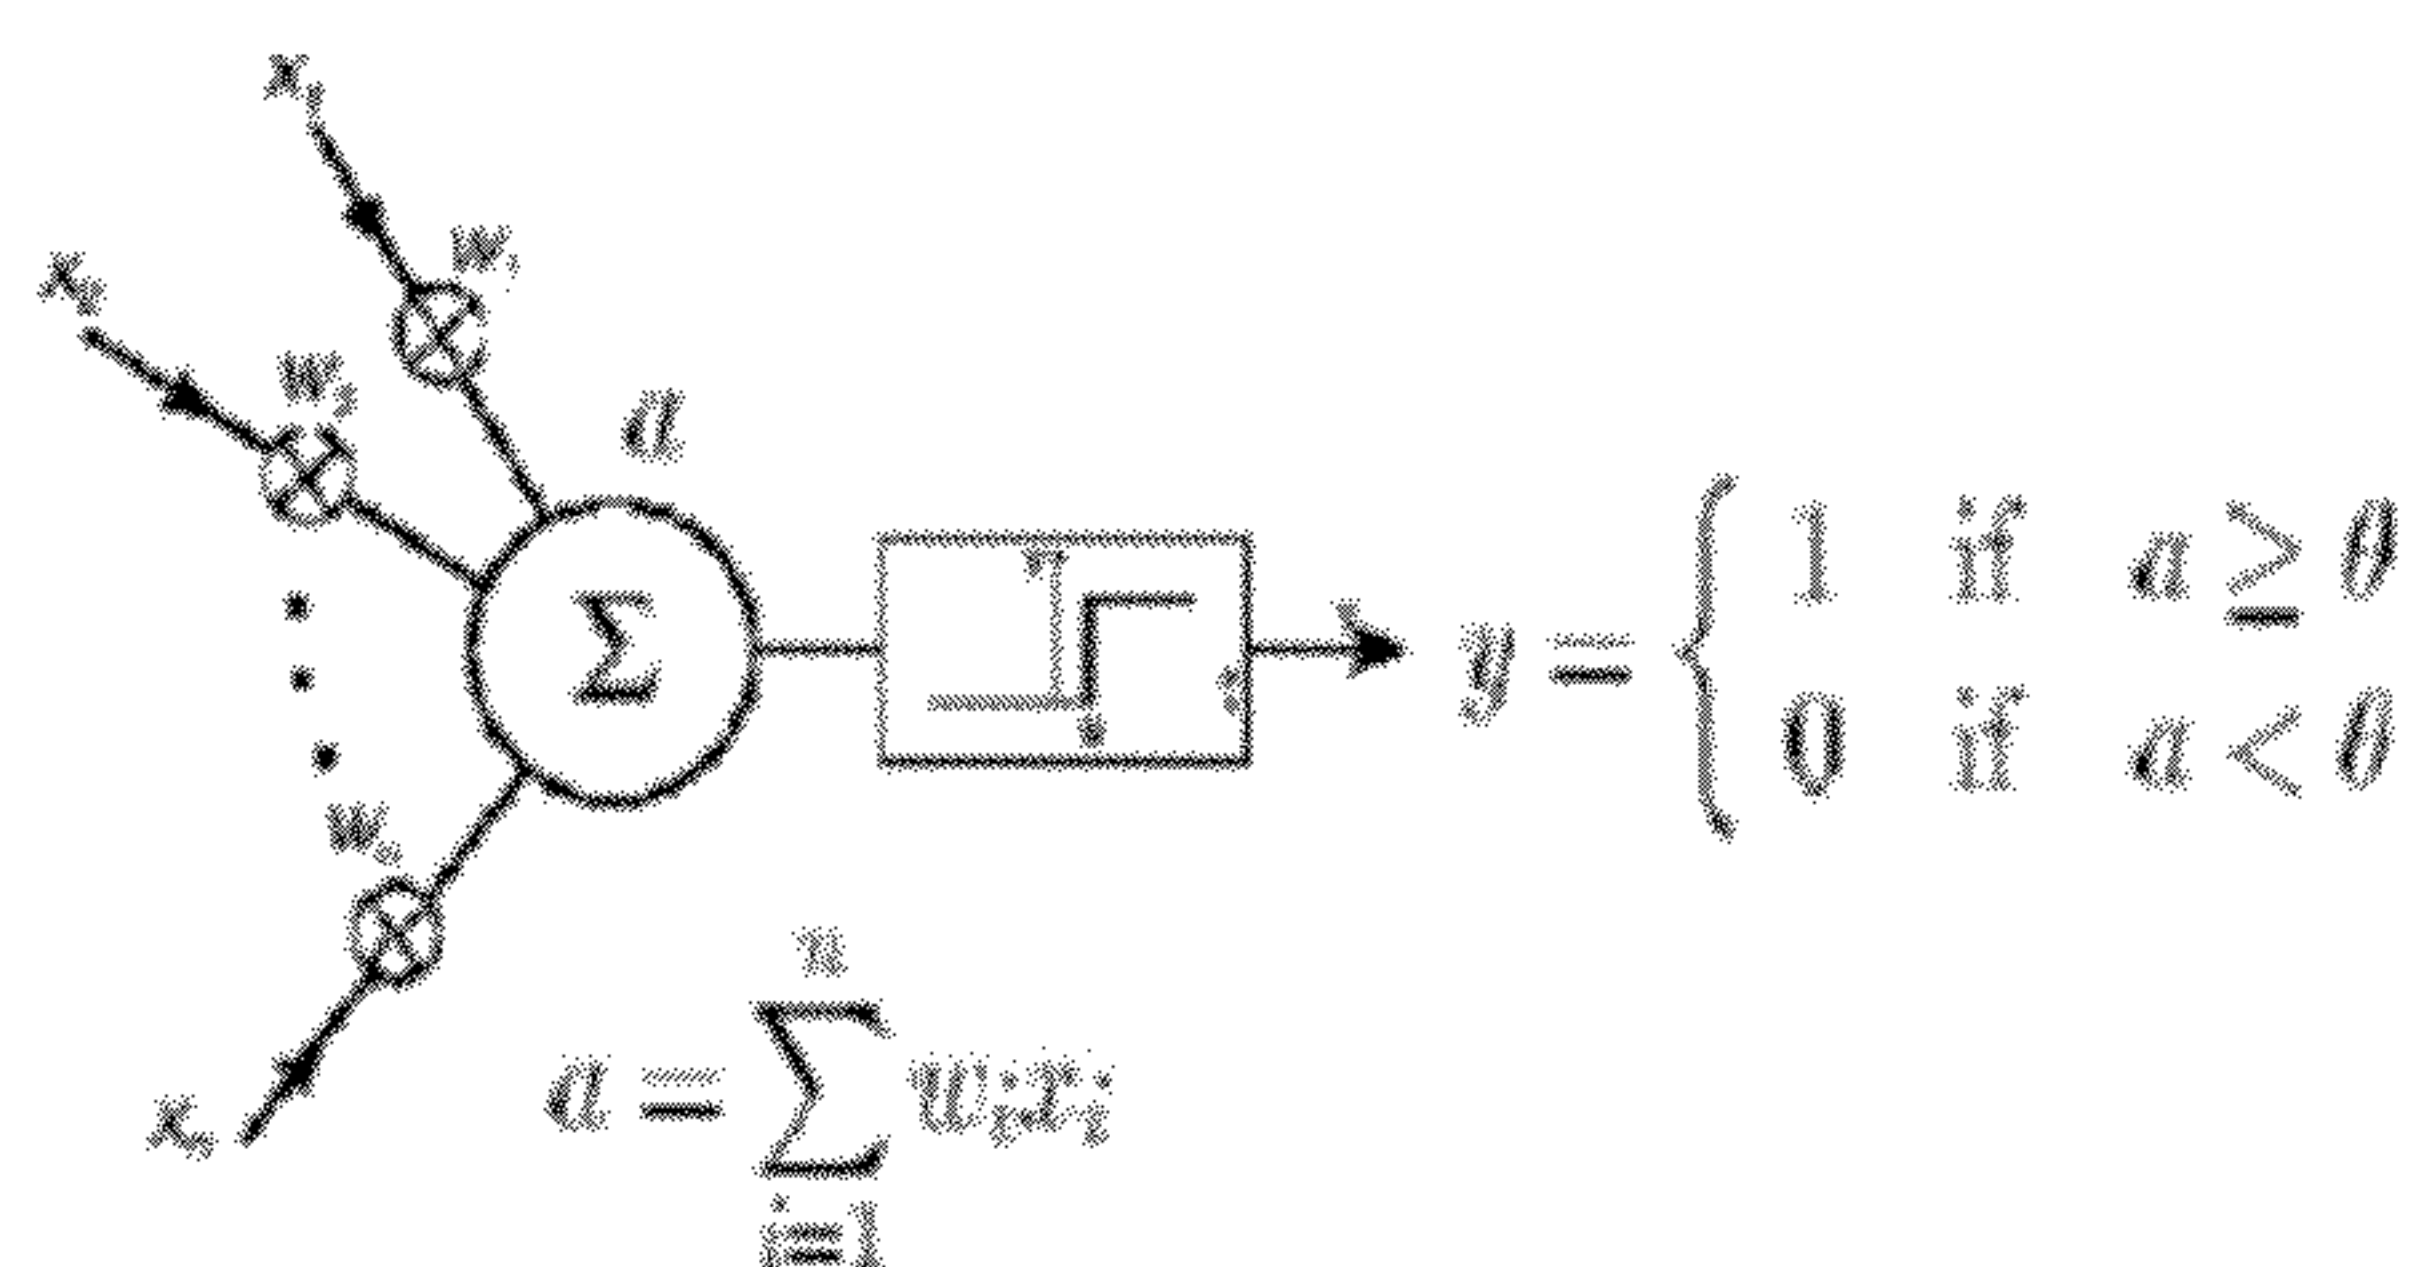 x₁
w₁
x₂
w₂
a
Σ
y = { 1 if a ≥ θ
0 if a < θ
wₙ
xₙ
a = Σ wᵢxᵢ
n
i=1